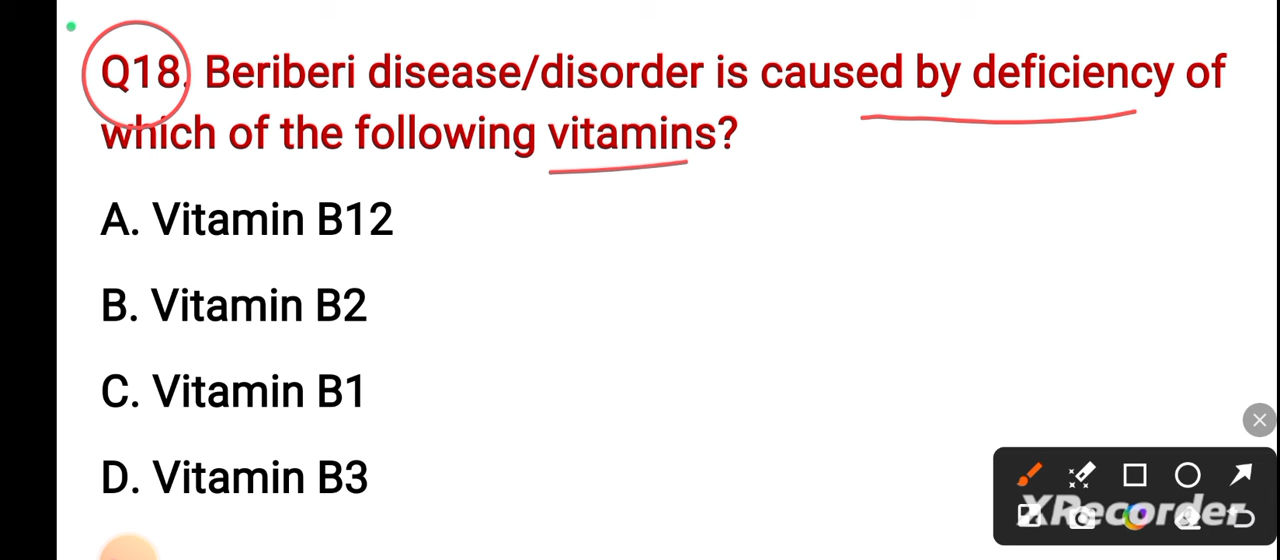 Q18. Beriberi disease/disorder is caused by deficiency of
which of the following vitamins?
A. Vitamin B12
B. Vitamin B2
C. Vitamin B1
D. Vitamin B3
XRecorder